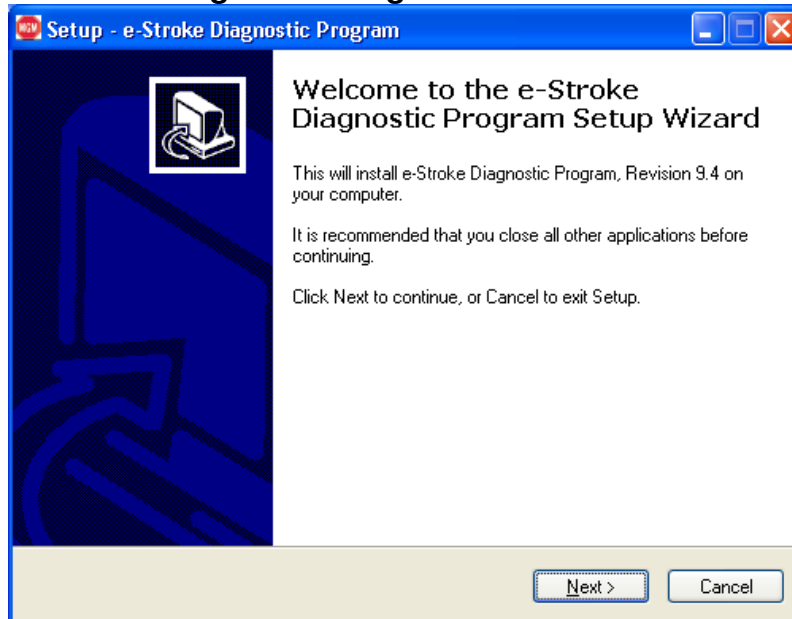 MGM Setup - e-Stroke Diagnostic Program
Welcome to the e-Stroke
Diagnostic Program Setup Wizard
This will install e-Stroke Diagnostic Program, Revision 9.4 on
your computer.
It is recommended that you close all other applications before
continuing.
Click Next to continue, or Cancel to exit Setup.
Next > Cancel